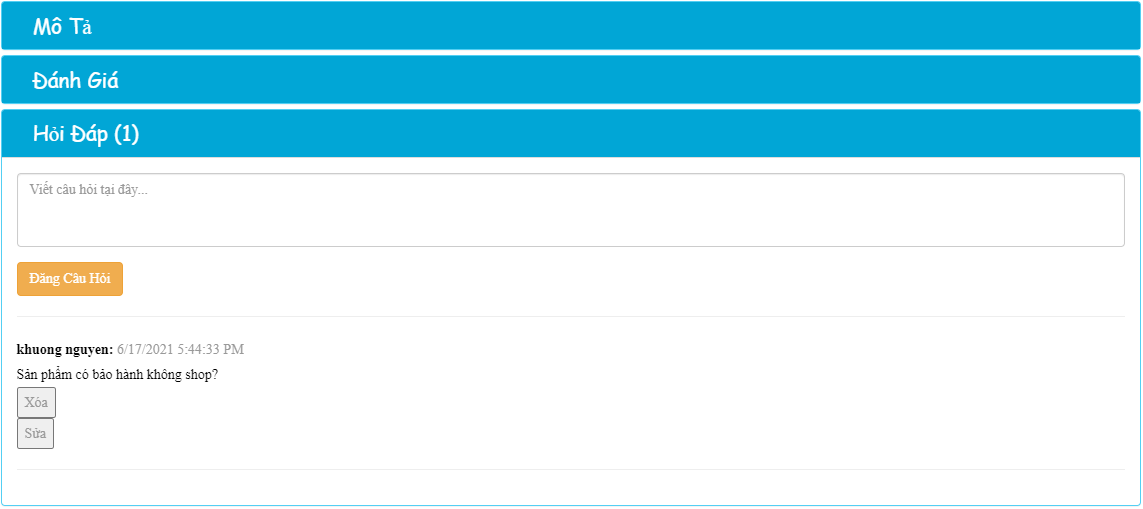 Mô Tả
Đánh Giá
Hỏi Đáp (1)
Viết câu hỏi tại đây...
Đăng Câu Hỏi
khuong nguyen: 6/17/2021 5:44:33 PM
Sản phẩm có bảo hành không shop?
Xóa
Sửa